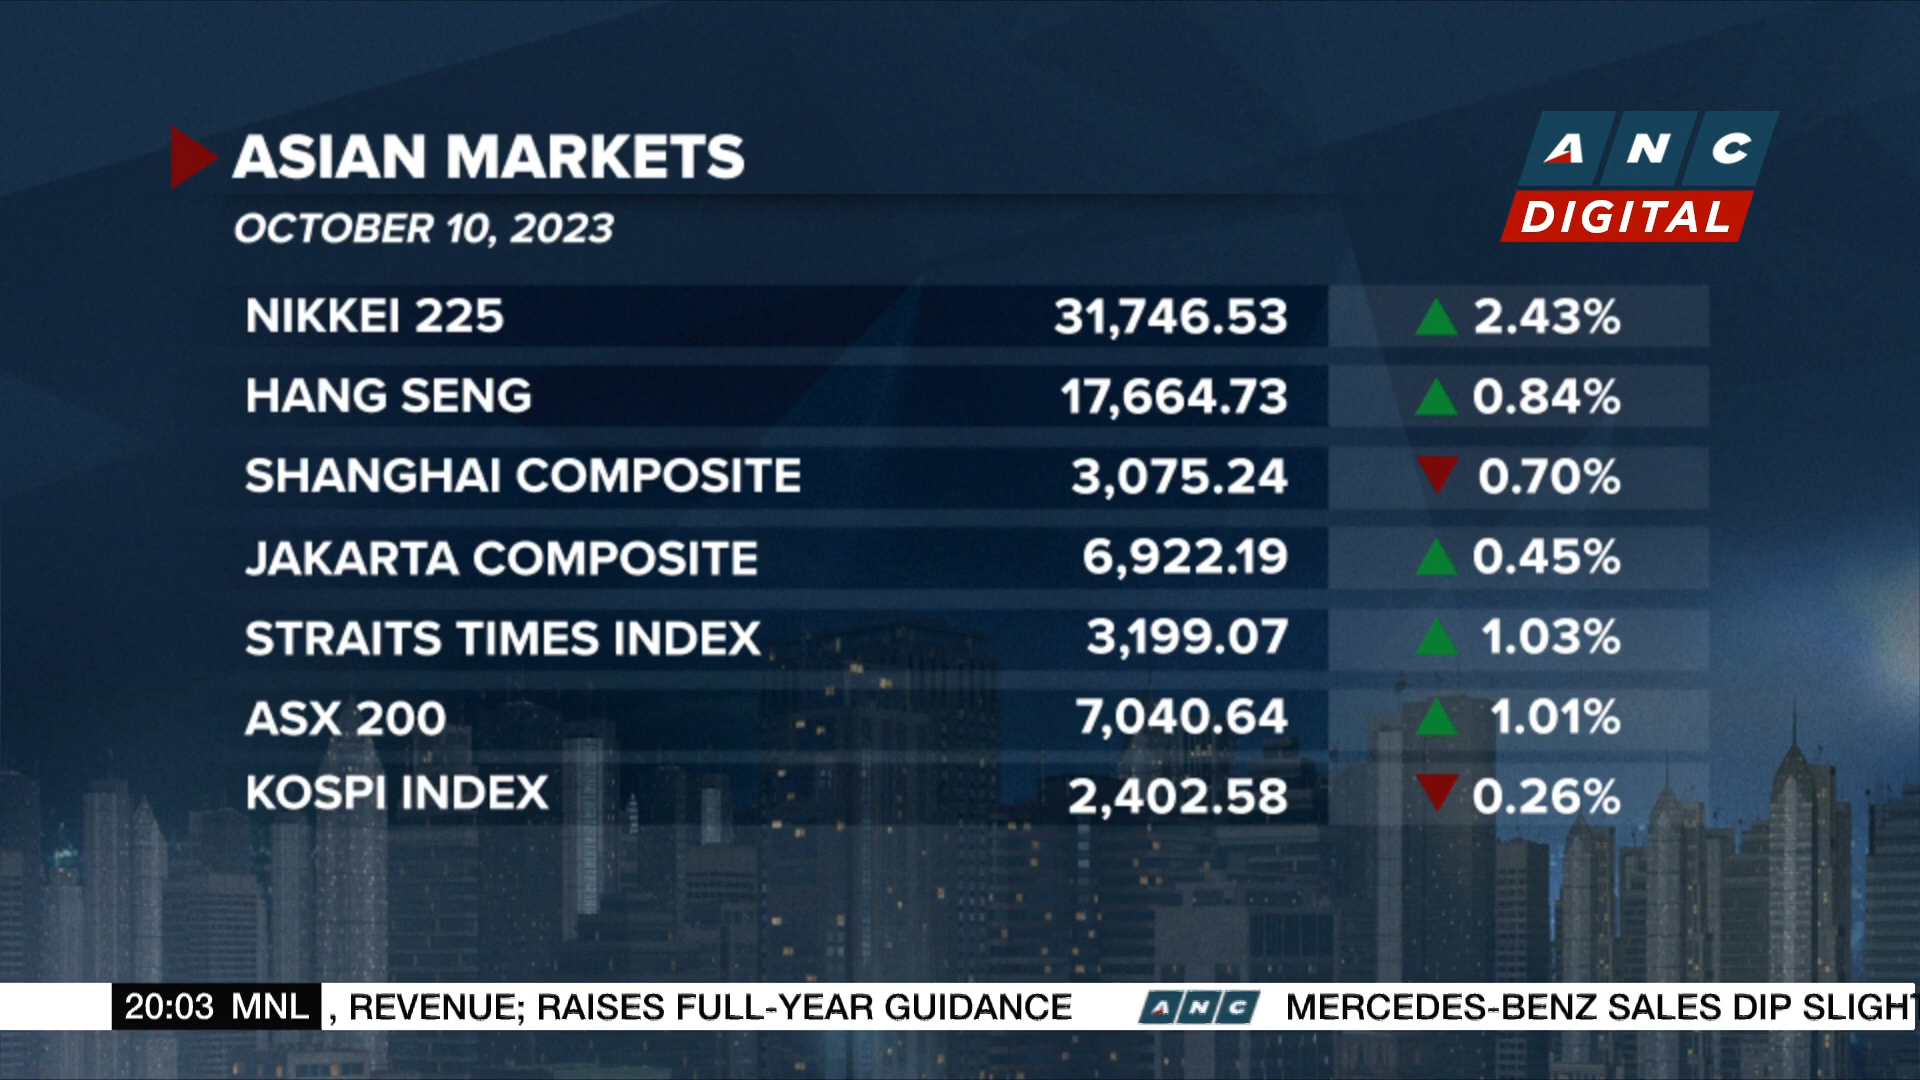 ASIAN MARKETS
OCTOBER 10, 2023
ANC
DIGITAL
NIKKEI 225 31,746.53 2.43%
HANG SENG 17,664.73 0.84%
SHANGHAI COMPOSITE 3,075.24 0.70%
JAKARTA COMPOSITE 6,922.19 0.45%
STRAITS TIMES INDEX 3,199.07 1.03%
ASX 200 7,040.64 1.01%
KOSPI INDEX 2,402.58 0.26%
20:03 MNL , REVENUE; RAISES FULL-YEAR GUIDANCE ANC MERCEDES-BENZ SALES DIP SLIGHT